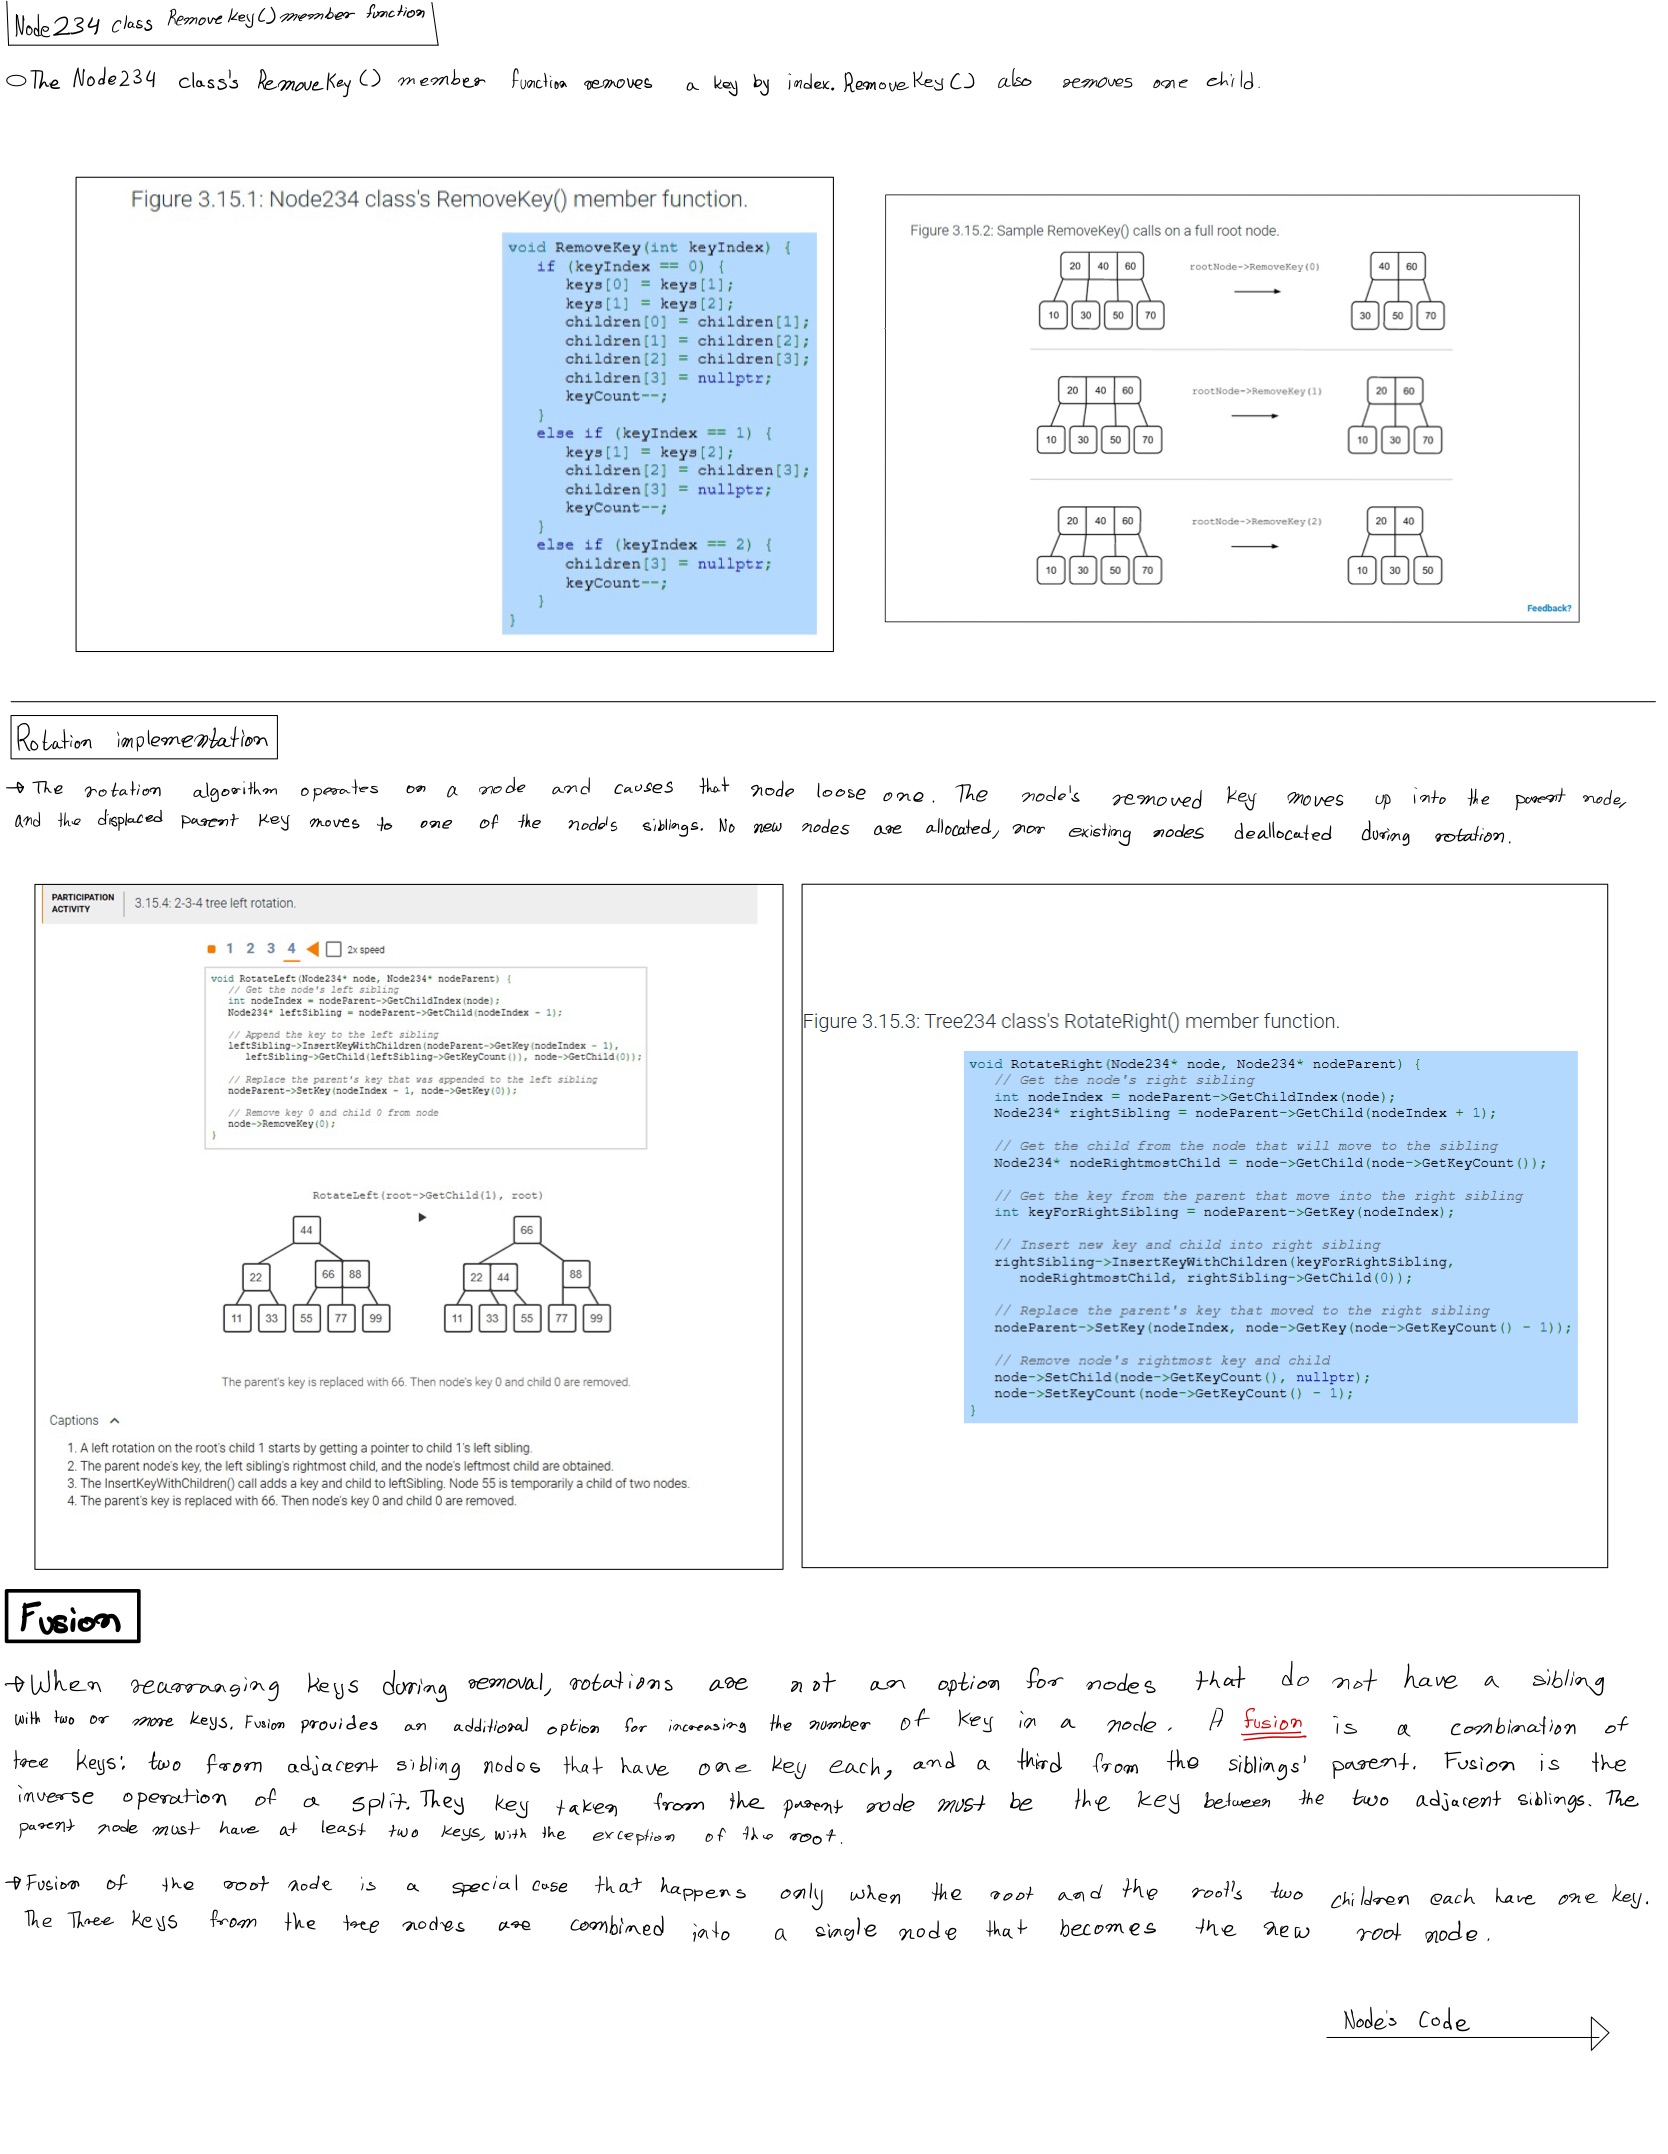 Node234 class RemoveKey() member function
The Node234 class's RemoveKey() member function removes a key by index. RemoveKey() also removes one child.
Figure 3.15.1: Node234 class's RemoveKey() member function.
void RemoveKey(int keyIndex) {
if (keyIndex == 0) {
keys[0] = keys[1];
keys[1] = keys[2];
children[0] = children[1];
children[1] = children[2];
children[2] = children[3];
children[3] = nullptr;
keyCount--;
}
else if (keyIndex == 1) {
keys[1] = keys[2];
children[2] = children[3];
children[3] = nullptr;
keyCount--;
}
else if (keyIndex == 2) {
children[3] = nullptr;
keyCount--;
}
}
Figure 3.15.2: Sample RemoveKey() calls on a full root node.
20 40 60 rootNode->RemoveKey(0) 40 60
10 30 50 70 30 50 70
20 40 60 rootNode->RemoveKey(1) 20 60
10 30 50 70 10 30 70
20 40 60 rootNode->RemoveKey(2) 20 40
10 30 50 70 10 30 50
Feedback?
Rotation implementation
→ The rotation algorithm operates on a node and causes that node loose one. The node's removed key moves up into the parent node,
and the displaced parent key moves to one of the node's siblings. No new nodes are allocated, nor existing nodes deallocated during rotation.
PARTICIPATION ACTIVITY 3.15.4: 2-3-4 tree left rotation.
1 2 3 4 2x speed
void RotateLeft(Node234* node, Node234* nodeParent) {
// Get the node's left sibling
int nodeIndex = nodeParent->GetChildIndex(node);
Node234* leftSibling = nodeParent->GetChild(nodeIndex - 1);
// Append the key to the left sibling
leftSibling->InsertKeyWithChildren(nodeParent->GetKey(nodeIndex - 1),
leftSibling->GetChild(leftSibling->GetKeyCount()), node->GetChild(0));
// Replace the parent's key that was appended to the left sibling
nodeParent->SetKey(nodeIndex - 1, node->GetKey(0));
// Remove key 0 and child 0 from node
node->RemoveKey(0);
}
RotateLeft(root->GetChild(1), root)
44 66
22 66 88 22 44 88
11 33 55 77 99 11 33 55 77 99
The parent's key is replaced with 66. Then node's key 0 and child 0 are removed.
Captions
1. A left rotation on the root's child 1 starts by getting a pointer to child 1's left sibling.
2. The parent node's key, the left sibling's rightmost child, and the node's leftmost child are obtained.
3. The InsertKeyWithChildren() call adds a key and child to leftSibling. Node 55 is temporarily a child of two nodes.
4. The parent's key is replaced with 66. Then node's key 0 and child 0 are removed.
Figure 3.15.3: Tree234 class's RotateRight() member function.
void RotateRight(Node234* node, Node234* nodeParent) {
// Get the node's right sibling
int nodeIndex = nodeParent->GetChildIndex(node);
Node234* rightSibling = nodeParent->GetChild(nodeIndex + 1);
// Get the child from the node that will move to the sibling
Node234* nodeRightmostChild = node->GetChild(node->GetKeyCount());
// Get the key from the parent that move into the right sibling
int keyForRightSibling = nodeParent->GetKey(nodeIndex);
// Insert new key and child into right sibling
rightSibling->InsertKeyWithChildren(keyForRightSibling,
nodeRightmostChild, rightSibling->GetChild(0));
// Replace the parent's key that moved to the right sibling
nodeParent->SetKey(nodeIndex, node->GetKey(node->GetKeyCount() - 1));
// Remove node's rightmost key and child
node->SetChild(node->GetKeyCount(), nullptr);
node->SetKeyCount(node->GetKeyCount() - 1);
}
Fusion
→ When rearranging keys during removal, rotations are not an option for nodes that do not have a sibling
with two or more keys. Fusion provides an additional option for increasing the number of key in a node. A fusion is a combination of
tree keys: two from adjacent sibling nodes that have one key each, and a third from the siblings' parent. Fusion is the
inverse operation of a split. They key taken from the parent node must be the key between the two adjacent siblings. The
parent node must have at least two keys, with the exception of the root.
→ Fusion of the root node is a special case that happens only when the root and the root's two children each have one key.
The Three keys from the tree nodes are combined into a single node that becomes the new root node.
Node's Code